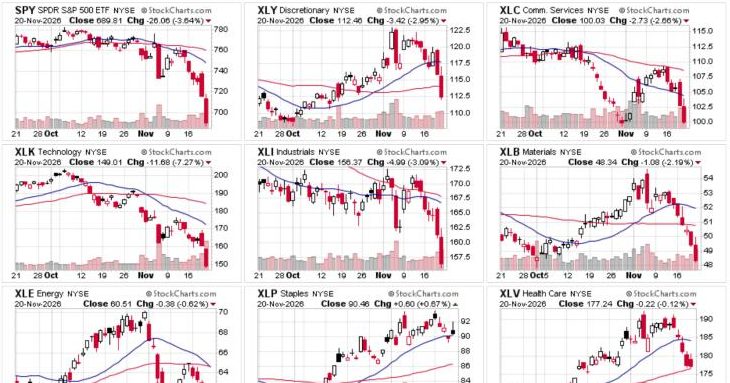 SPY SPDR S&P 500 ETF NYSE © StockCharts.com
20-Nov-2026 Close 689.81 Chg -26.06 (-3.64%)
780
760
740
720
700
21 28 Oct 12 19 26 Nov 9 16
XLY Discretionary NYSE © StockCharts.com
20-Nov-2026 Close 112.46 Chg -3.42 (-2.95%)
122.5
120.0
117.5
115.0
112.5
110.0
21 28 Oct 12 19 26 Nov 9 16
XLC Comm. Services NYSE © StockCharts.com
20-Nov-2026 Close 100.03 Chg -2.73 (-2.66%)
115.0
112.5
110.0
107.5
105.0
102.5
100.0
21 28 Oct 12 19 26 Nov 9 16
XLK Technology NYSE © StockCharts.com
20-Nov-2026 Close 149.01 Chg -11.68 (-7.27%)
200
190
180
170
160
150
21 28 Oct 12 19 26 Nov 9 16
XLI Industrials NYSE © StockCharts.com
20-Nov-2026 Close 156.37 Chg -4.99 (-3.09%)
172.5
170.0
167.5
165.0
162.5
160.0
157.5
21 28 Oct 12 19 26 Nov 9 16
XLB Materials NYSE © StockCharts.com
20-Nov-2026 Close 48.34 Chg -1.08 (-2.19%)
54
53
52
51
50
49
48
21 28 Oct5 12 19 26 Nov 9 16
XLE Energy NYSE © StockCharts.com
20-Nov-2026 Close 60.51 Chg -0.38 (-0.62%)
70
68
66
64
XLP Staples NYSE © StockCharts.com
20-Nov-2026 Close 90.46 Chg +0.60 (+0.67%)
92
90
88
86
84
XLV Health Care NYSE © StockCharts.com
20-Nov-2026 Close 177.24 Chg -0.22 (-0.12%)
190
185
180
175